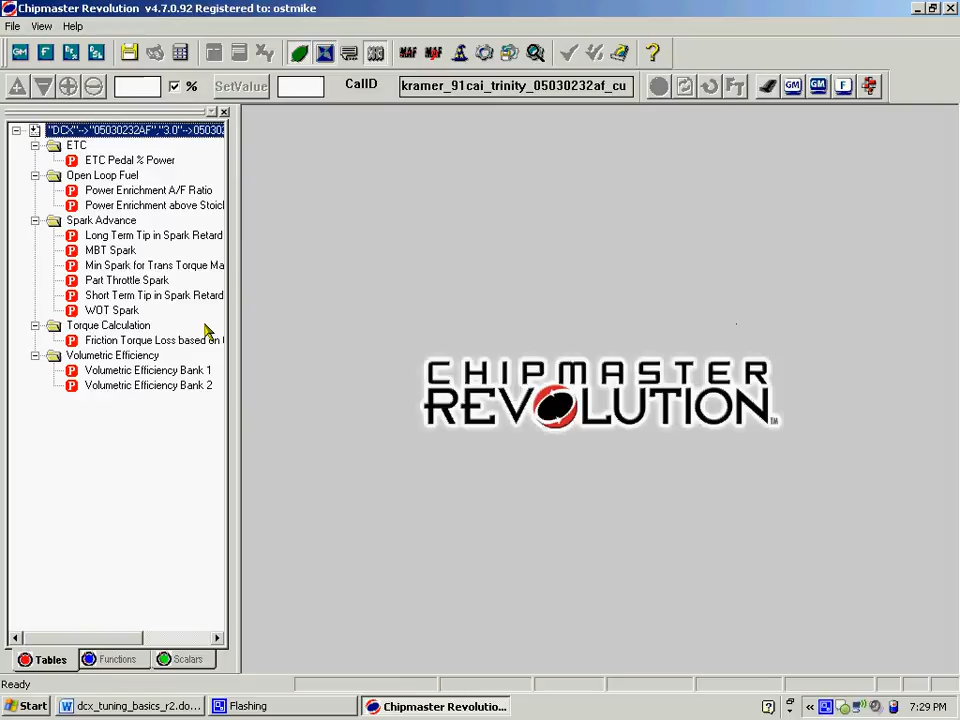 Chipmaster Revolution v4.7.0.92 Registered to: ostmike
File View Help
% SetValue CalID kramer_91cai_trinity_05030232af_cu
"DCX"-->"05030232AF","3.0"-->05030
ETC
ETC Pedal % Power
Open Loop Fuel
Power Enrichment A/F Ratio
Power Enrichment above Stoich
Spark Advance
Long Term Tip in Spark Retard
MBT Spark
Min Spark for Trans Torque Ma
Part Throttle Spark
Short Term Tip in Spark Retard
WOT Spark
Torque Calculation
Friction Torque Loss based on
Volumetric Efficiency
Volumetric Efficiency Bank 1
Volumetric Efficiency Bank 2
CHIPMASTER
REVOLUTION
Tables Functions Scalars
Ready
Start dcx_tuning_basics_r2.do... Flashing Chipmaster Revolutio... 7:29 PM